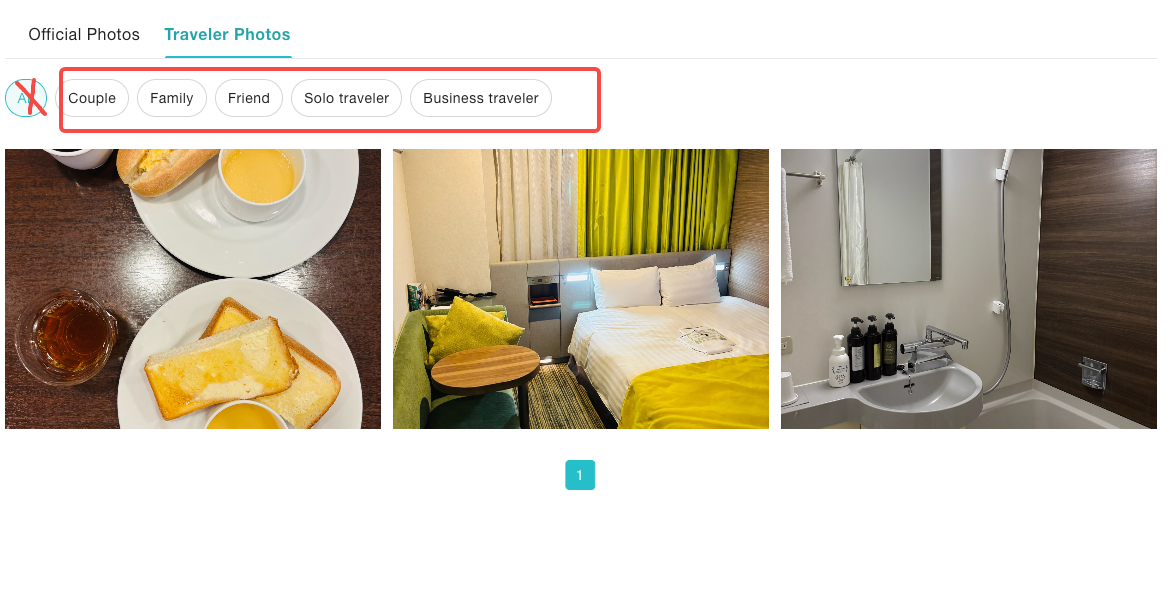 Official Photos Traveler Photos
Couple Family Friend Solo traveler Business traveler
1